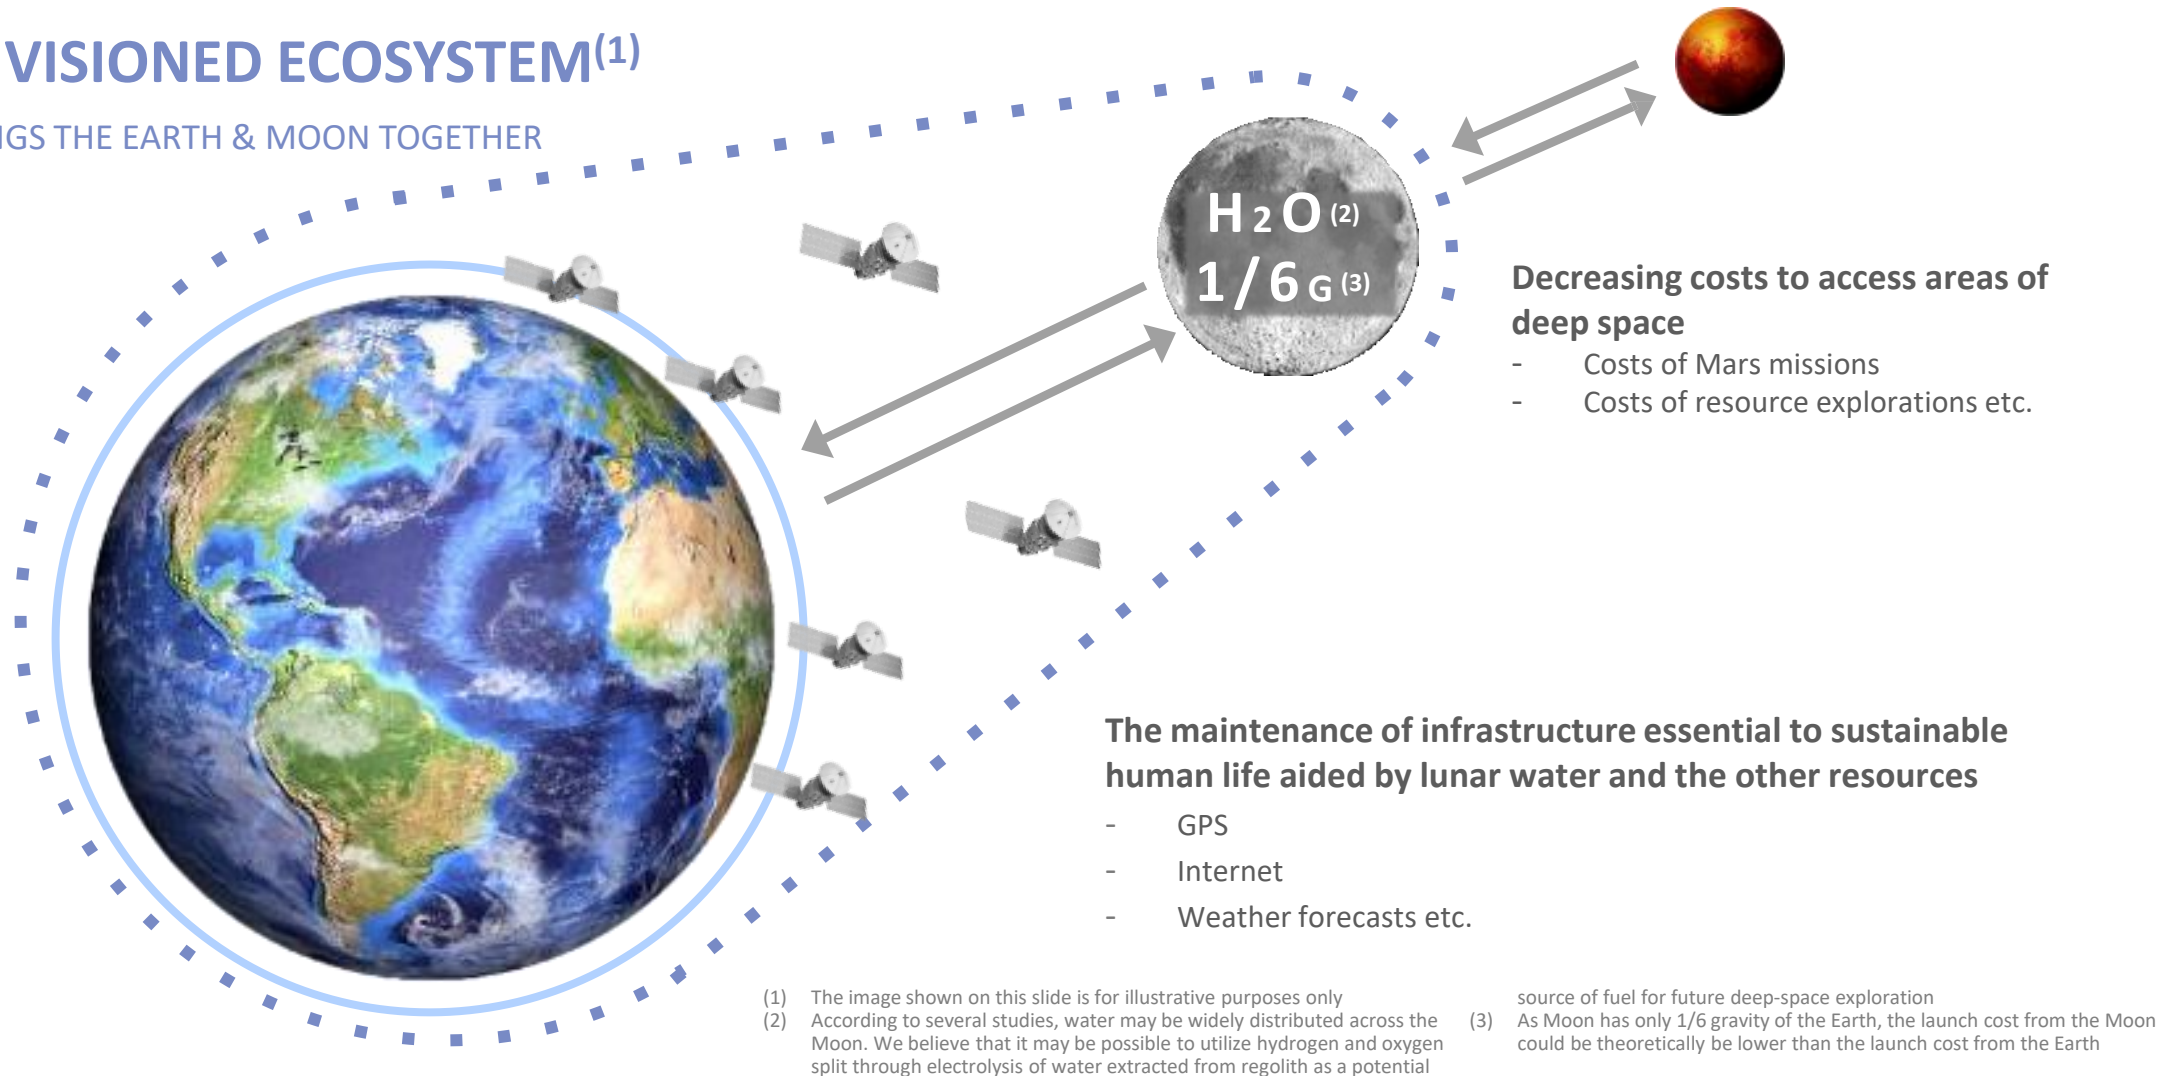 VISIONED ECOSYSTEM(1)
NGS THE EARTH & MOON TOGETHER
H2O (2)
1/6 G (3)
Decreasing costs to access areas of
deep space
- Costs of Mars missions
- Costs of resource explorations etc.
The maintenance of infrastructure essential to sustainable
human life aided by lunar water and the other resources
- GPS
- Internet
- Weather forecasts etc.
(1) The image shown on this slide is for illustrative purposes only
(2) According to several studies, water may be widely distributed across the
Moon. We believe that it may be possible to utilize hydrogen and oxygen
split through electrolysis of water extracted from regolith as a potential
source of fuel for future deep-space exploration
(3) As Moon has only 1/6 gravity of the Earth, the launch cost from the Moon
could be theoretically be lower than the launch cost from the Earth